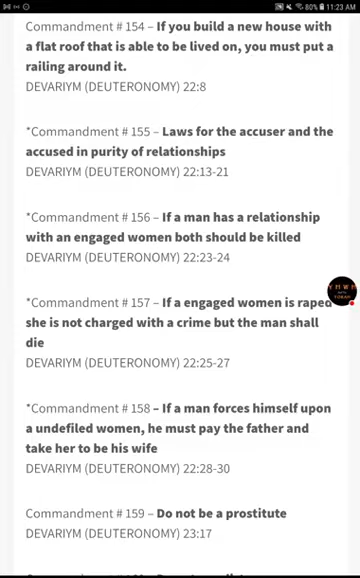 80% 11:23 AM
Commandment # 154 – If you build a new house with
a flat roof that is able to be lived on, you must put a
railing around it.
DEVARIYM (DEUTERONOMY) 22:8
*Commandment # 155 – Laws for the accuser and the
accused in purity of relationships
DEVARIYM (DEUTERONOMY) 22:13-21
*Commandment # 156 – If a man has a relationship
with an engaged women both should be killed
DEVARIYM (DEUTERONOMY) 22:23-24
*Commandment # 157 – If a engaged women is raped
she is not charged with a crime but the man shall
die
DEVARIYM (DEUTERONOMY) 22:25-27
*Commandment # 158 – If a man forces himself upon
a undefiled women, he must pay the father and
take her to be his wife
DEVARIYM (DEUTERONOMY) 22:28-30
Commandment # 159 – Do not be a prostitute
DEVARIYM (DEUTERONOMY) 23:17